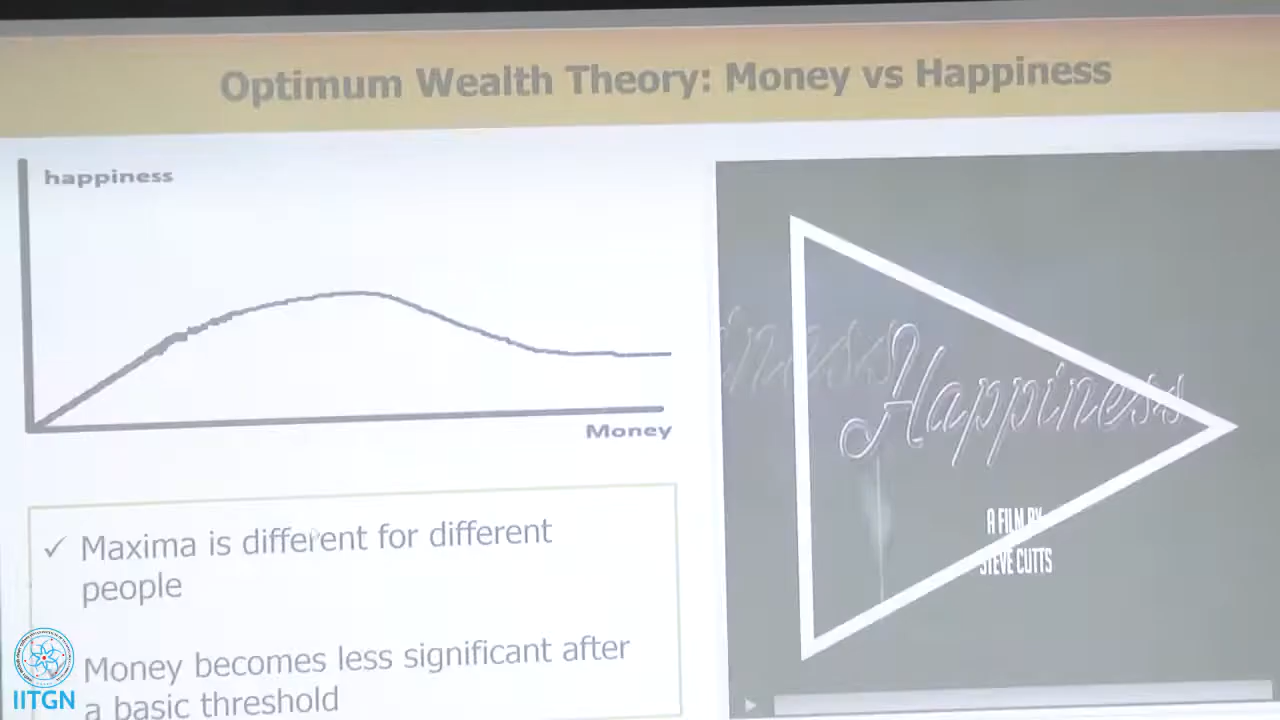 Optimum Wealth Theory: Money vs Happiness
happiness
Money
✓ Maxima is different for different
people
Money becomes less significant after
a basic threshold
Happiness
A FILM BY
STEVE CUTTS
IITGN